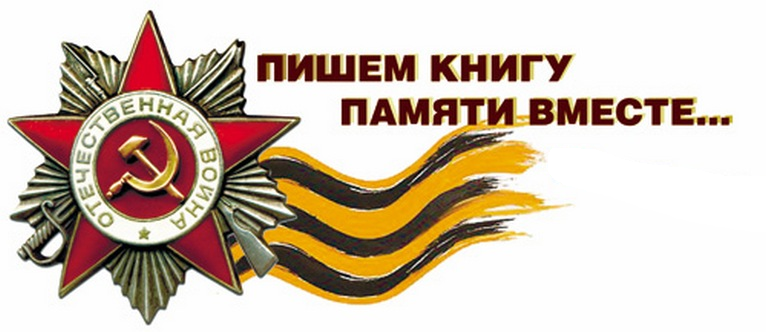 ПИШЕМ КНИГУ
ПАМЯТИ ВМЕСТЕ...
ОТЕЧЕСТВЕННАЯ ВОЙНА